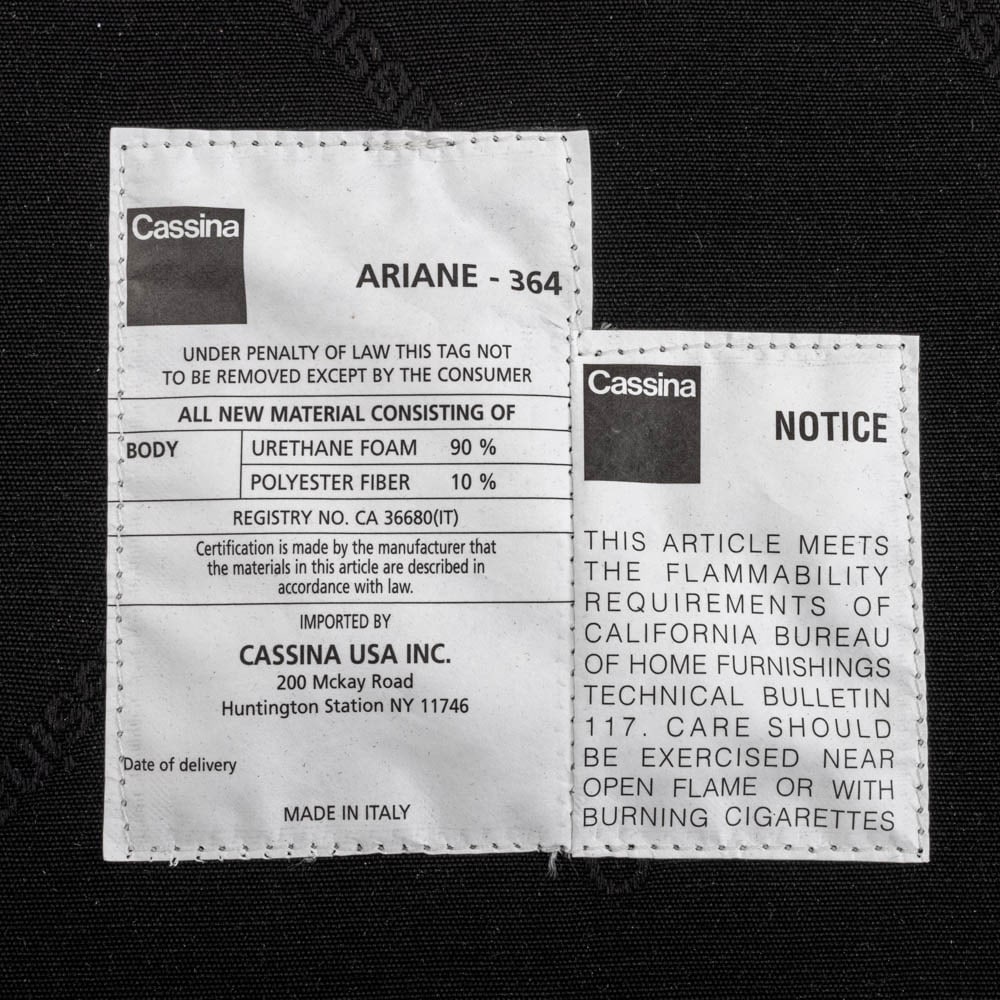 Cassina
ARIANE - 364
UNDER PENALTY OF LAW THIS TAG NOT
TO BE REMOVED EXCEPT BY THE CONSUMER
ALL NEW MATERIAL CONSISTING OF
BODY
URETHANE FOAM 90 %
POLYESTER FIBER 10 %
REGISTRY NO. CA 36680(IT)
Certification is made by the manufacturer that
the materials in this article are described in
accordance with law.
IMPORTED BY
CASSINA USA INC.
200 Mckay Road
Huntington Station NY 11746
Date of delivery
MADE IN ITALY
Cassina
NOTICE
THIS ARTICLE MEETS
THE FLAMMABILITY
REQUIREMENTS OF
CALIFORNIA BUREAU
OF HOME FURNISHINGS
TECHNICAL BULLETIN
117. CARE SHOULD
BE EXERCISED NEAR
OPEN FLAME OR WITH
BURNING CIGARETTES